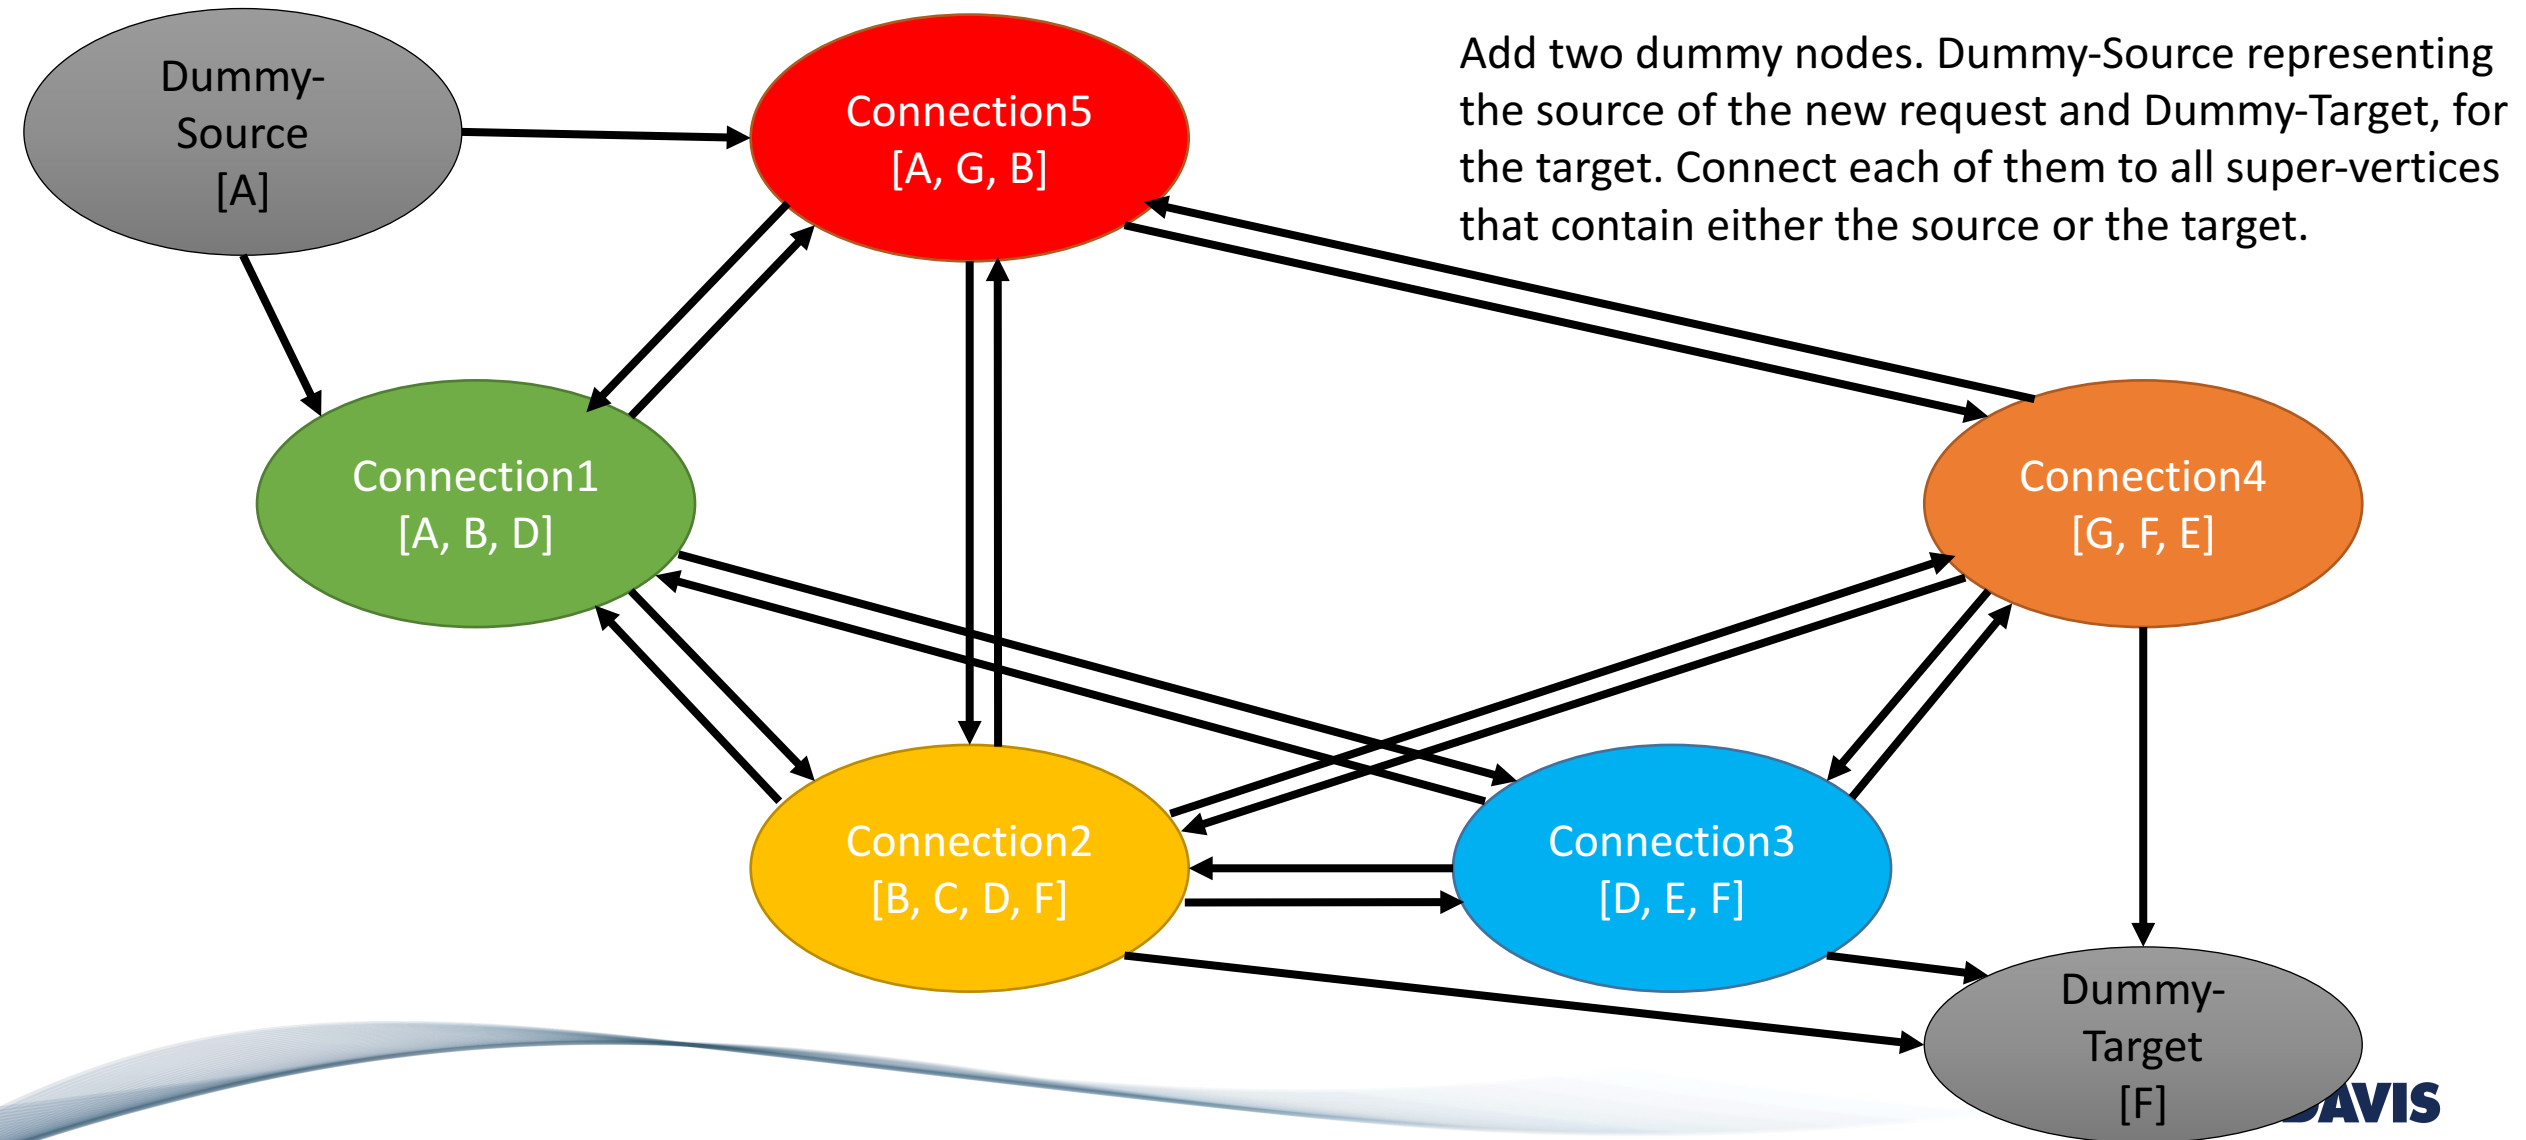 Dummy-
Source
[A]
Connection5
[A, G, B]
Add two dummy nodes. Dummy-Source representing
the source of the new request and Dummy-Target, for
the target. Connect each of them to all super-vertices
that contain either the source or the target.
Connection1
[A, B, D]
Connection4
[G, F, E]
Connection2
[B, C, D, F]
Connection3
[D, E, F]
Dummy-
Target
[F]
DAVIS